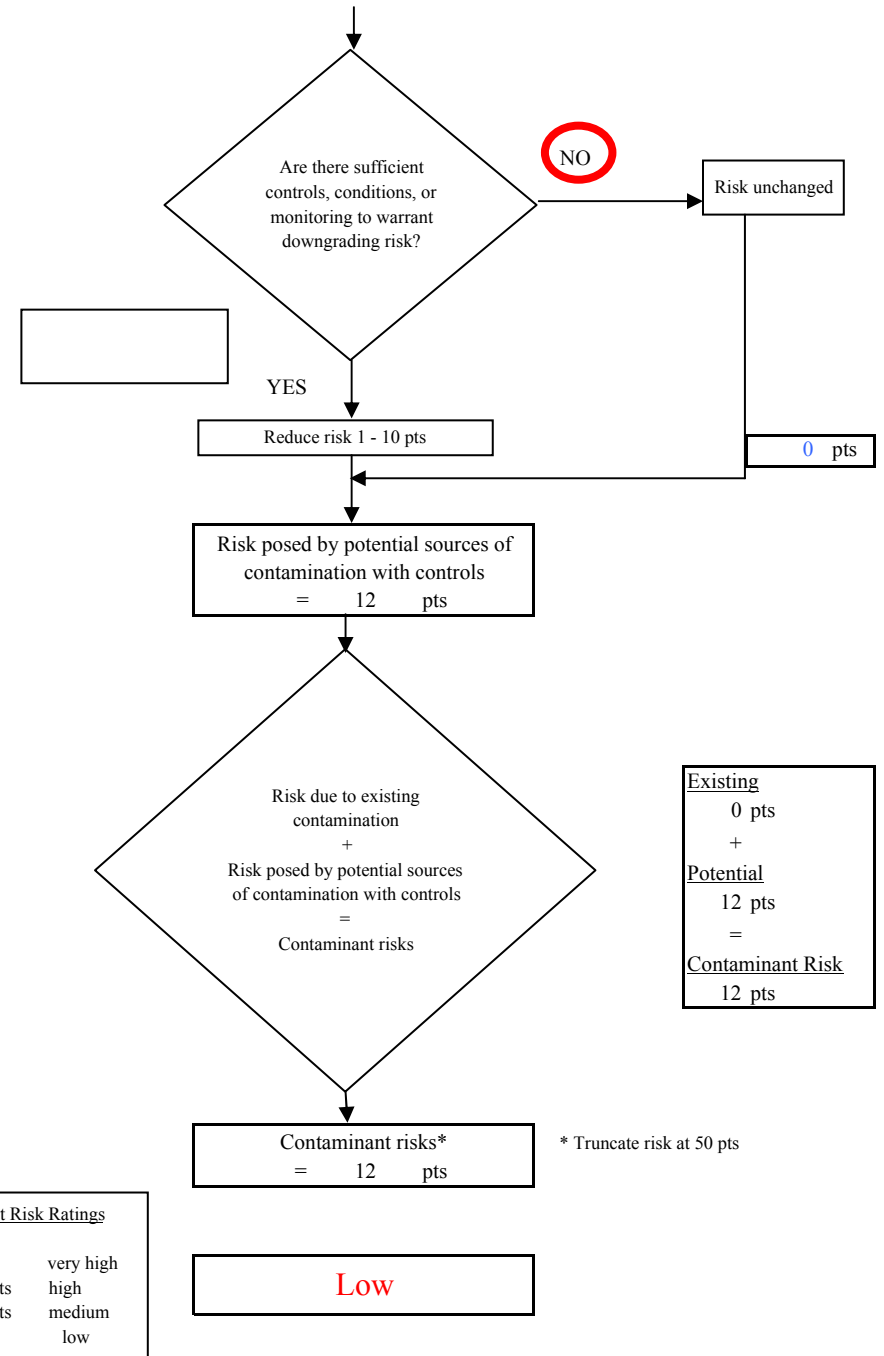 Are there sufficient
controls, conditions, or
monitoring to warrant
downgrading risk?
NO
Risk unchanged
YES
Reduce risk 1 - 10 pts
0 pts
Risk posed by potential sources of
contamination with controls
= 12 pts
Risk due to existing
contamination
+
Risk posed by potential sources
of contamination with controls
=
Contaminant risks
Existing
0 pts
+
Potential
12 pts
=
Contaminant Risk
12 pts
Contaminant risks*
= 12 pts
* Truncate risk at 50 pts
Risk Ratings
very high
high
medium
low
Low